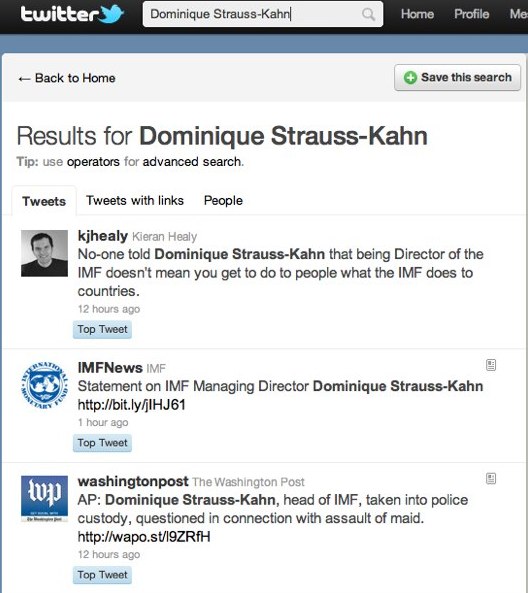 twitter Dominique Strauss-Kahn Home Profile Me
← Back to Home Save this search
Results for Dominique Strauss-Kahn
Tip: use operators for advanced search.
Tweets Tweets with links People
kjhealy Kieran Healy
No-one told Dominique Strauss-Kahn that being Director of the
IMF doesn't mean you get to do to people what the IMF does to
countries.
12 hours ago
Top Tweet
IMFNews IMF
Statement on IMF Managing Director Dominique Strauss-Kahn
http://bit.ly/jIHJ61
1 hour ago
Top Tweet
wp
The Washington Post
washingtonpost The Washington Post
AP: Dominique Strauss-Kahn, head of IMF, taken into police
custody, questioned in connection with assault of maid.
http://wapo.st/l9ZRfH
12 hours ago
Top Tweet